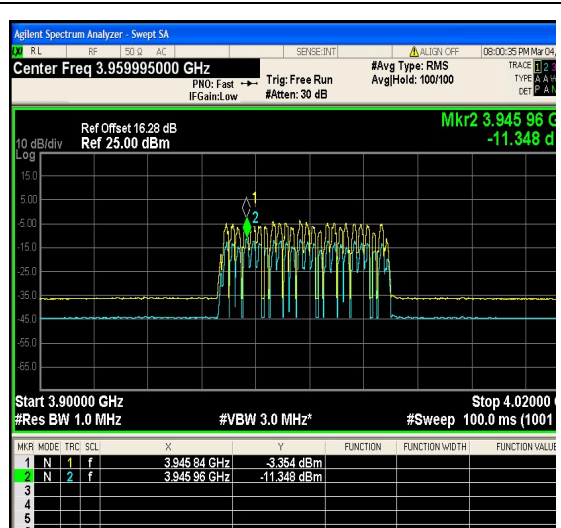 Agilent Spectrum Analyzer - Swept SA
LXI RL RF 50 Ω AC SENSE:INT ALIGN OFF 08:00:35 PM Mar 04,
Center Freq 3.959995000 GHz #Avg Type: RMS TRACE 1 2 3
PNO: Fast Trig: Free Run Avg|Hold: 100/100 TYPE A A
IFGain:Low #Atten: 30 dB DET P A N
Ref Offset 16.28 dB Mkr2 3.945 96 G
10 dB/div Ref 25.00 dBm -11.348 d
Log
15.0
5.00
-5.00
-15.0
-25.0
-35.0
-45.0
-55.0
-65.0
1
2
Start 3.90000 GHz Stop 4.02000
#Res BW 1.0 MHz #VBW 3.0 MHz* #Sweep 100.0 ms (1001
MKR MODE TRC SCL X Y FUNCTION FUNCTION WIDTH FUNCTION VALUE
1 N 1 f 3.945 84 GHz -3.354 dBm
2 N 2 f 3.945 96 GHz -11.348 dBm
3
4
5